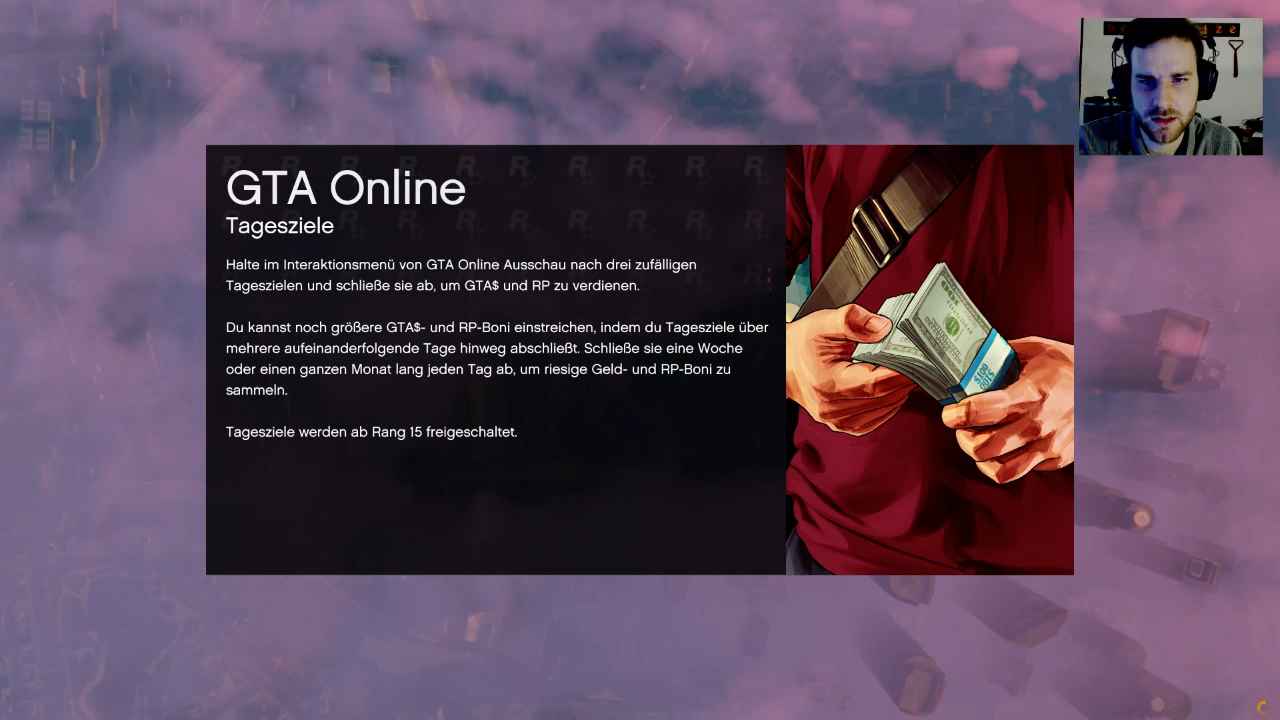 GTA Online
Tagesziele
Halte im Interaktionsmenü von GTA Online Ausschau nach drei zufälligen
Tageszielen und schließe sie ab, um GTA$ und RP zu verdienen.
Du kannst noch größere GTA$- und RP-Boni einstreichen, indem du Tagesziele über
mehrere aufeinanderfolgende Tage hinweg abschließt. Schließe sie eine Woche
oder einen ganzen Monat lang jeden Tag ab, um riesige Geld- und RP-Boni zu
sammeln.
Tagesziele werden ab Rang 15 freigeschaltet.